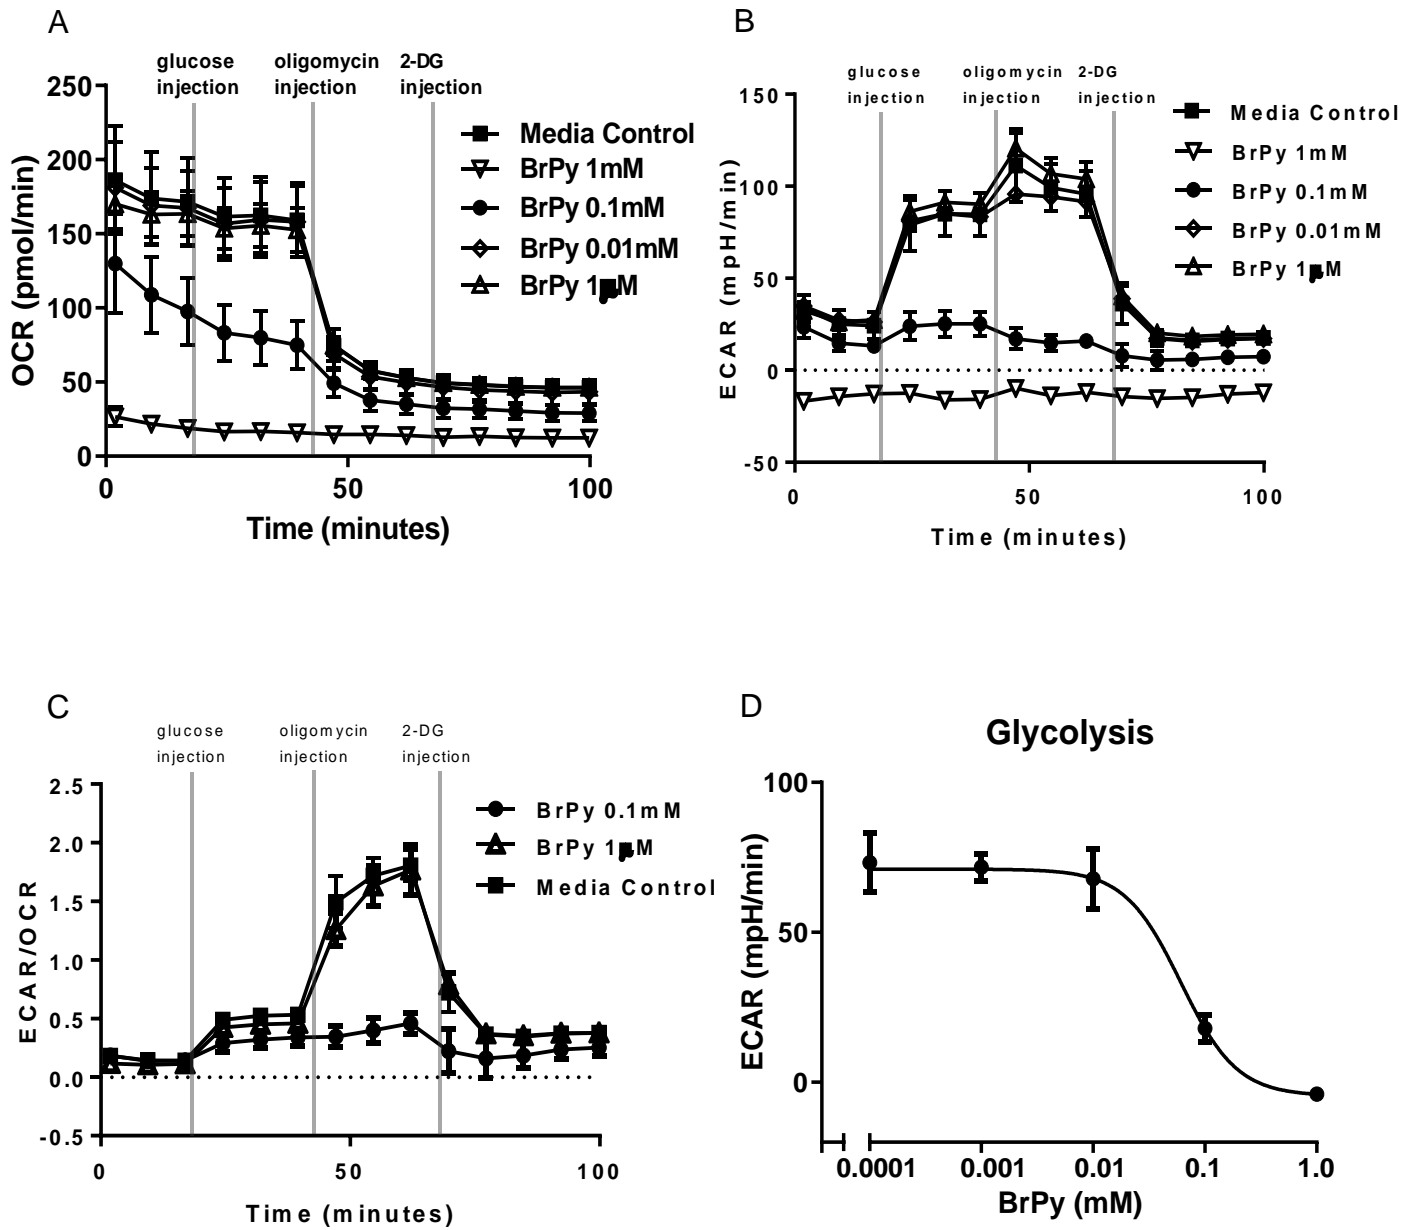 A
glucose
injection
oligomycin
injection
2-DG
injection
250
200
150
100
50
0
0
50
100
OCR (pmol/min)
Time (minutes)
Media Control
BrPy 1mM
BrPy 0.1mM
BrPy 0.01mM
BrPy 1μM
B
glucose
injection
oligomycin
injection
2-DG
injection
150
100
50
0
-50
0
50
100
ECAR (mpH/min)
Time (minutes)
Media Control
BrPy 1mM
BrPy 0.1mM
BrPy 0.01mM
BrPy 1μM
C
glucose
injection
oligomycin
injection
2-DG
injection
2.5
2.0
1.5
1.0
0.5
0.0
-0.5
0
50
100
ECAR/OCR
Time (minutes)
BrPy 0.1mM
BrPy 1μM
Media Control
D
Glycolysis
100
50
0
ECAR (mpH/min)
0.0001
0.001
0.01
0.1
1.0
BrPy (mM)